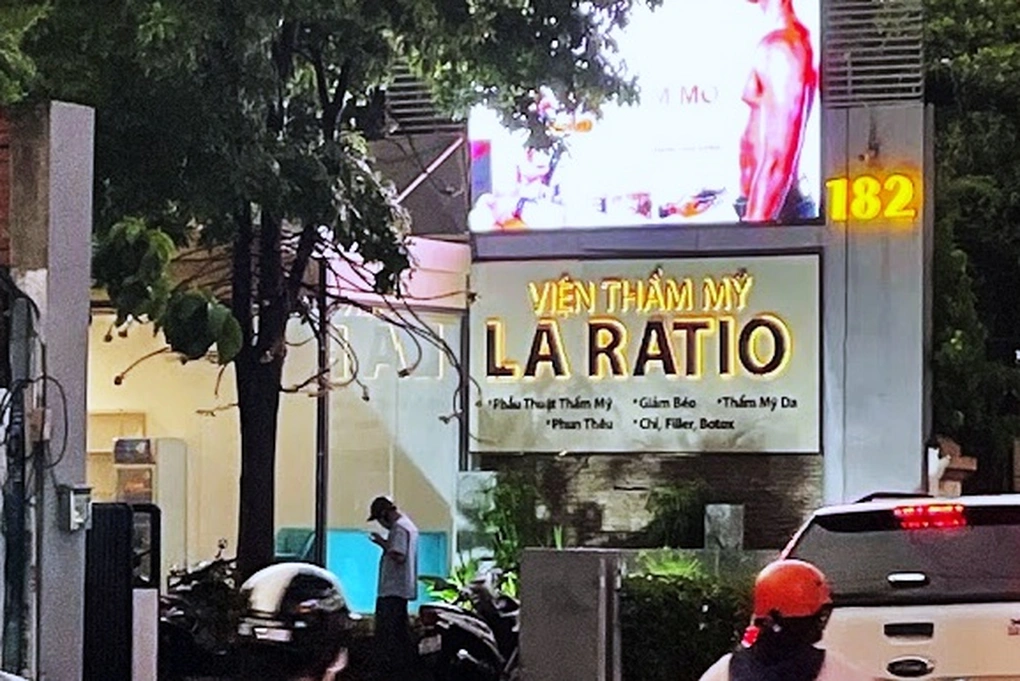 M MỘ
182
VIỆN THẨM MỸ
LA RATIO
*Phẫu Thuật Thẩm Mỹ *Giảm Béo *Thẩm Mỹ Da
*Phun Thêu *Chỉ, Filler, Botox